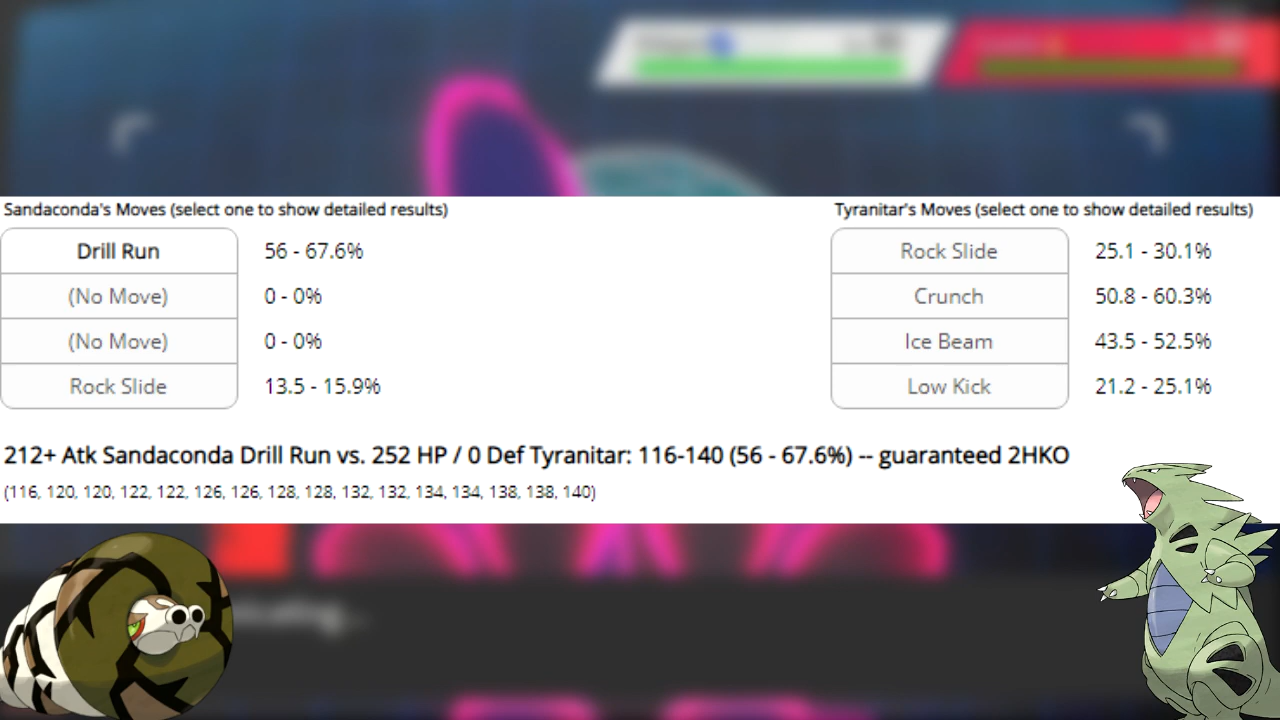 Sandaconda's Moves (select one to show detailed results)
Drill Run 56 - 67.6%
(No Move) 0 - 0%
(No Move) 0 - 0%
Rock Slide 13.5 - 15.9%
Tyranitar's Moves (select one to show detailed results)
Rock Slide 25.1 - 30.1%
Crunch 50.8 - 60.3%
Ice Beam 43.5 - 52.5%
Low Kick 21.2 - 25.1%
212+ Atk Sandaconda Drill Run vs. 252 HP / 0 Def Tyranitar: 116-140 (56 - 67.6%) -- guaranteed 2HKO
(116, 120, 120, 122, 122, 126, 126, 128, 128, 132, 132, 134, 134, 138, 138, 140)